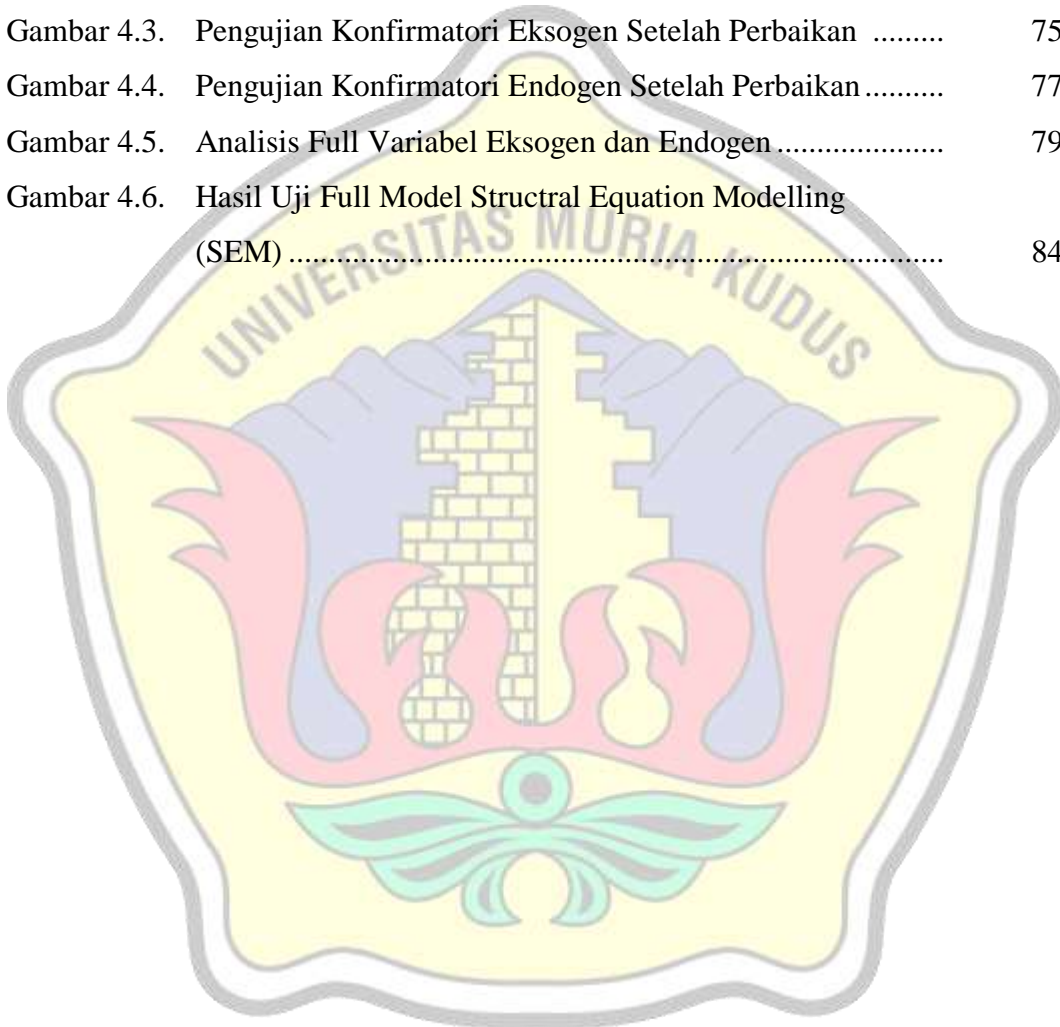 Gambar 4.3. Pengujian Konfirmatori Eksogen Setelah Perbaikan ......... 75
Gambar 4.4. Pengujian Konfirmatori Endogen Setelah Perbaikan .......... 77
Gambar 4.5. Analisis Full Variabel Eksogen dan Endogen .................... 79
Gambar 4.6. Hasil Uji Full Model Structral Equation Modelling
(SEM) ........................................................................ 84
UNIVERSITAS MURIA KUDUS